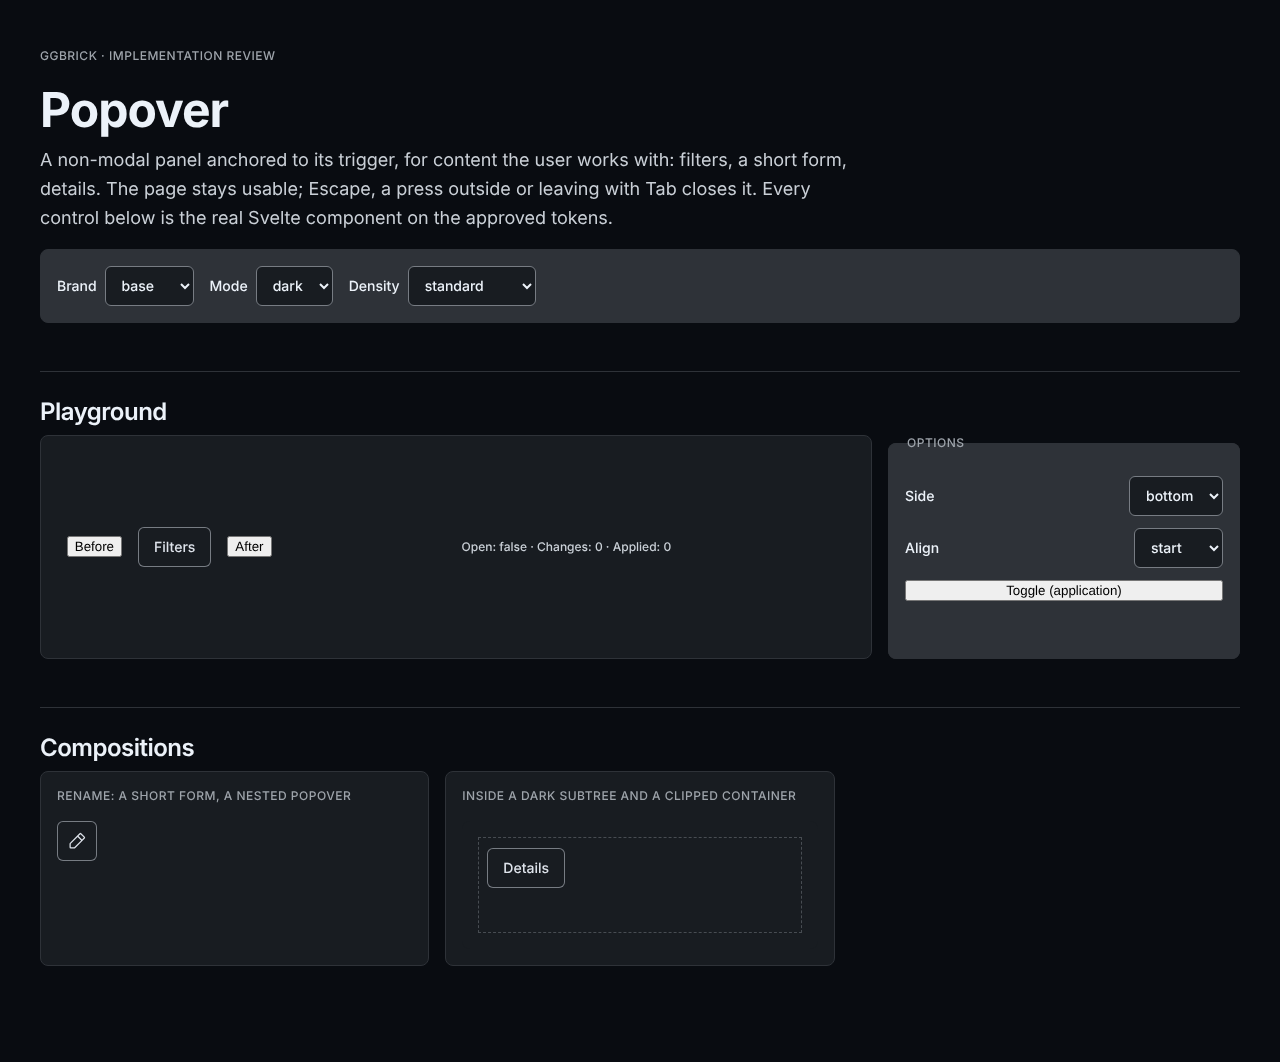 GGBRICK · IMPLEMENTATION REVIEW
Popover
A non-modal panel anchored to its trigger, for content the user works with: filters, a short form,
details. The page stays usable; Escape, a press outside or leaving with Tab closes it. Every
control below is the real Svelte component on the approved tokens.
Brand base Mode dark Density standard
Playground
Before Filters After Open: false · Changes: 0 · Applied: 0
OPTIONS
Side bottom
Align start
Toggle (application)
Compositions
RENAME: A SHORT FORM, A NESTED POPOVER
INSIDE A DARK SUBTREE AND A CLIPPED CONTAINER
Details